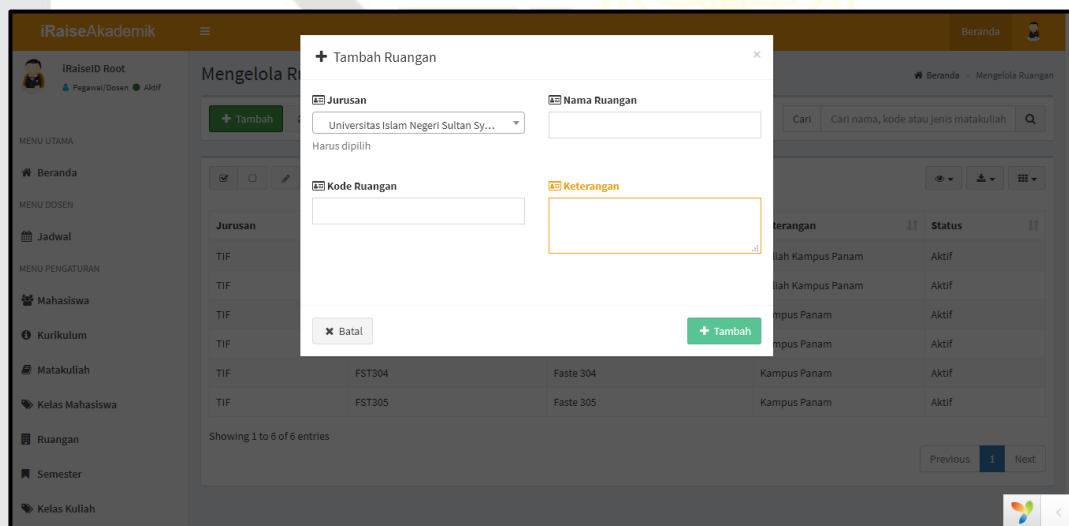 iRaiseAkademik
Beranda
iRaiseID Root
Pegawai/Dosen Aktif
Mengelola R
Beranda Mengelola Ruangan
Tambah
Cari Cari nama, kode atau jenis matakuliah
MENU UTAMA
Beranda
MENU DOSEN
Jadwal
MENU PENGATURAN
Mahasiswa
Kurikulum
Matakuliah
Kelas Mahasiswa
Ruangan
Semester
Kelas Kuliah
Tambah Ruangan ×
Jurusan
Universitas Islam Negeri Sultan Sy...
Harus dipilih
Nama Ruangan
Kode Ruangan
Keterangan
Batal
Tambah
Jurusan terangan Status
TIF liah Kampus Panam Aktif
TIF liah Kampus Panam Aktif
TIF mpus Panam Aktif
TIF mpus Panam Aktif
TIF FST304 Faste 304 Kampus Panam Aktif
TIF FST305 Faste 305 Kampus Panam Aktif
Showing 1 to 6 of 6 entries
Previous 1 Next